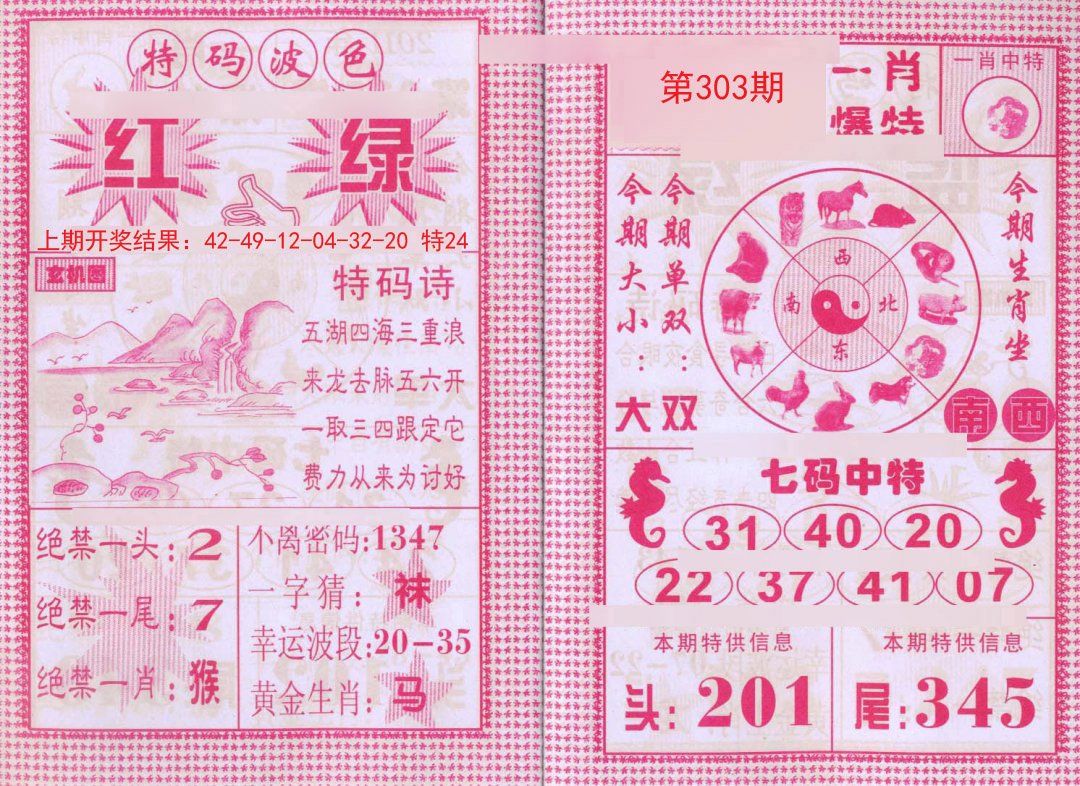 特码波色
红 绿
上期开奖结果：42-49-12-04-32-20 特24
玄机图
特码诗
五湖四海三重浪
来龙去脉五六开
一取三四跟定它
费力从来为讨好
绝禁一头:2
绝禁一尾:7
绝禁一肖:猴
小离密码:1347
一字猜：袜
幸运波段:20-35
黄金生肖：马
第303期
一肖
爆特
一肖中特
今期大小：大
今期单双：双
西
南 北
东
今期生肖坐
南 西
七码中特
31 40 20
22 37 41 07
本期特供信息
头:201
本期特供信息
尾:345